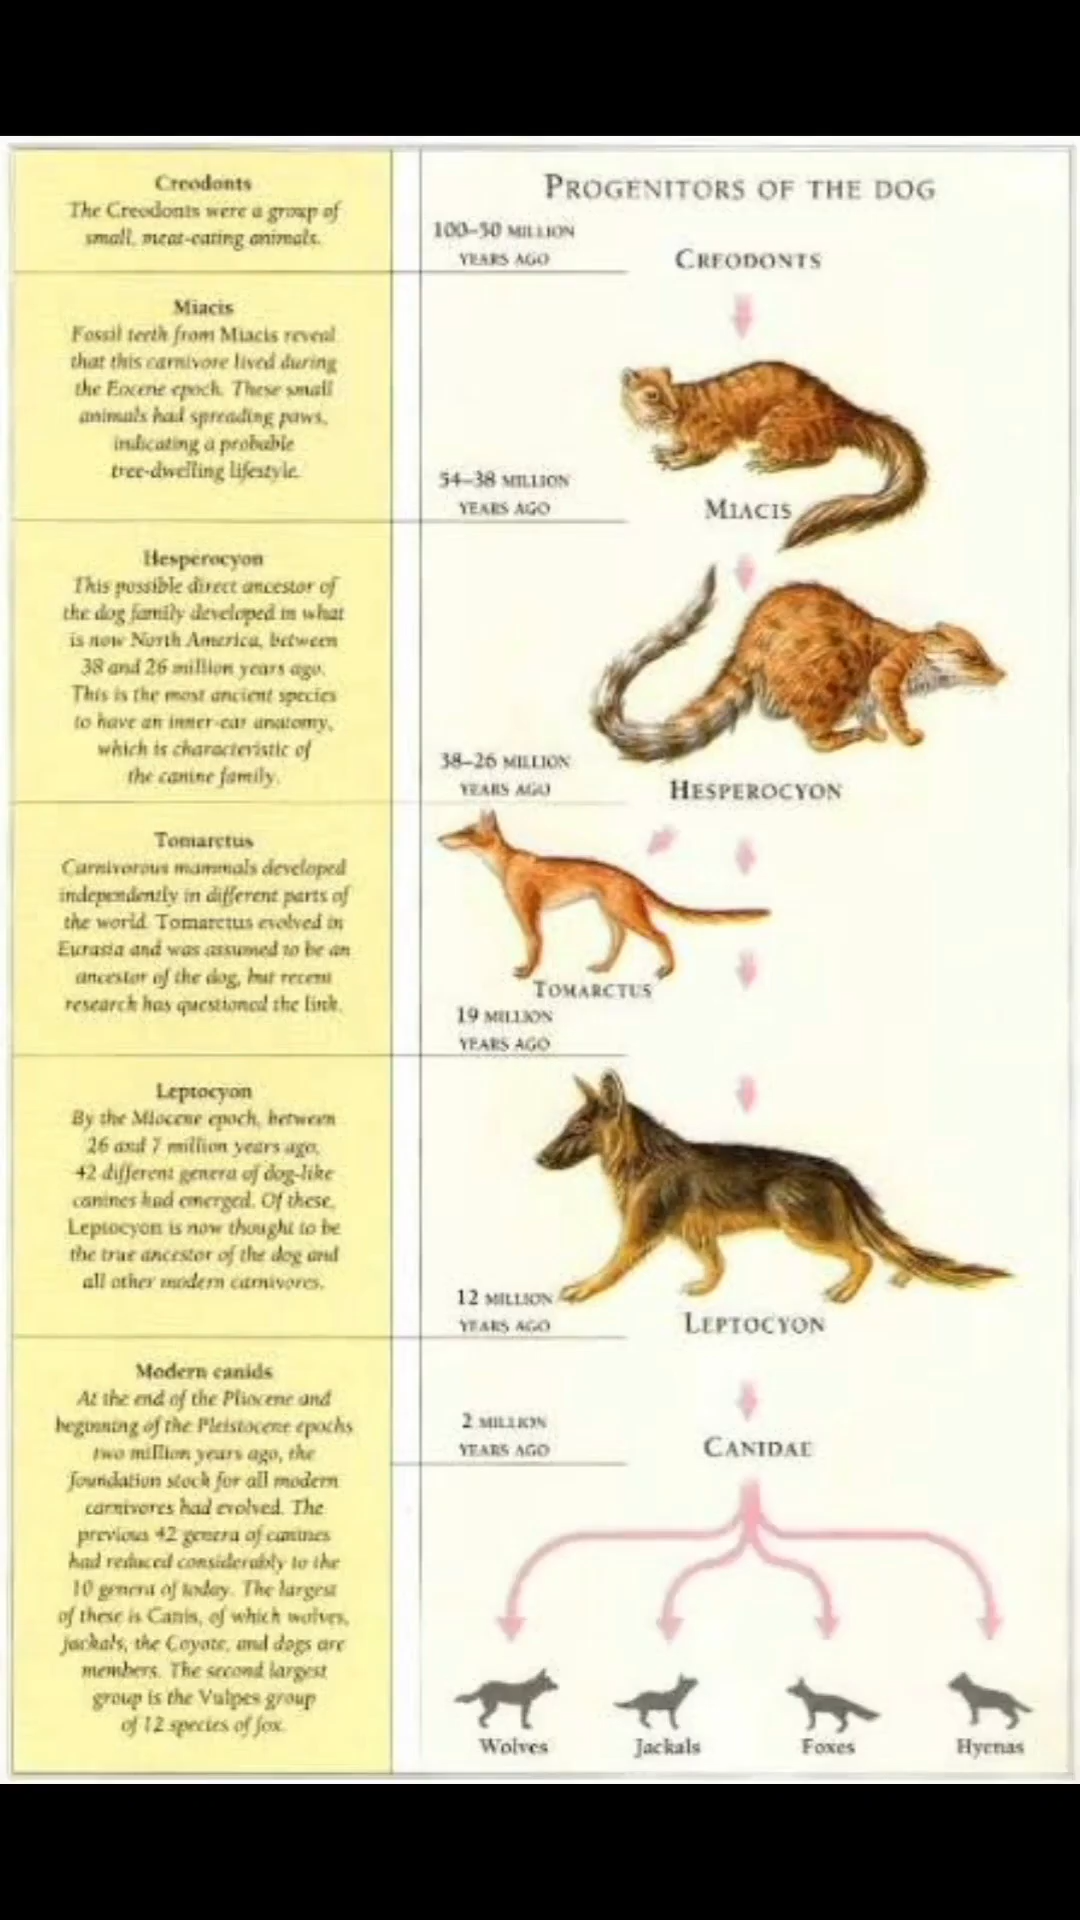 Creodonts
The Creodonts were a group of
small, meat-eating animals.
Miacis
Fossil teeth from Miacis reveal
that this carnivore lived during
the Eocene epoch. These small
animals had spreading paws,
indicating a probable
tree-dwelling lifestyle.
Hesperocyon
This possible direct ancestor of
the dog family developed in what
is now North America, between
38 and 26 million years ago.
This is the most ancient species
to have an inner-ear anatomy,
which is characteristic of
the canine family.
Tomarctus
Carnivorous mammals developed
independently in different parts of
the world. Tomarctus evolved in
Eurasia and was assumed to be an
ancestor of the dog, but recent
research has questioned the link.
Leptocyon
By the Miocene epoch, between
26 and 7 million years ago,
42 different genera of dog-like
canines had emerged. Of these,
Leptocyon is now thought to be
the true ancestor of the dog and
all other modern carnivores.
Modern canids
At the end of the Pliocene and
beginning of the Pleistocene epochs
two million years ago, the
foundation stock for all modern
carnivores had evolved. The
previous 42 genera of canines
had reduced considerably to the
10 genera of today. The largest
of these is Canis, of which wolves,
jackals, the Coyote, and dogs are
members. The second largest
group is the Vulpes group
of 12 species of fox.
PROGENITORS OF THE DOG
100–50 MILLION
YEARS AGO
CREODONTS
54–38 MILLION
YEARS AGO
MIACIS
38–26 MILLION
YEARS AGO
HESPEROCYON
TOMARCTUS
19 MILLION
YEARS AGO
12 MILLION
YEARS AGO
LEPTOCYON
2 MILLION
YEARS AGO
CANIDAE
Wolves
Jackals
Foxes
Hyenas